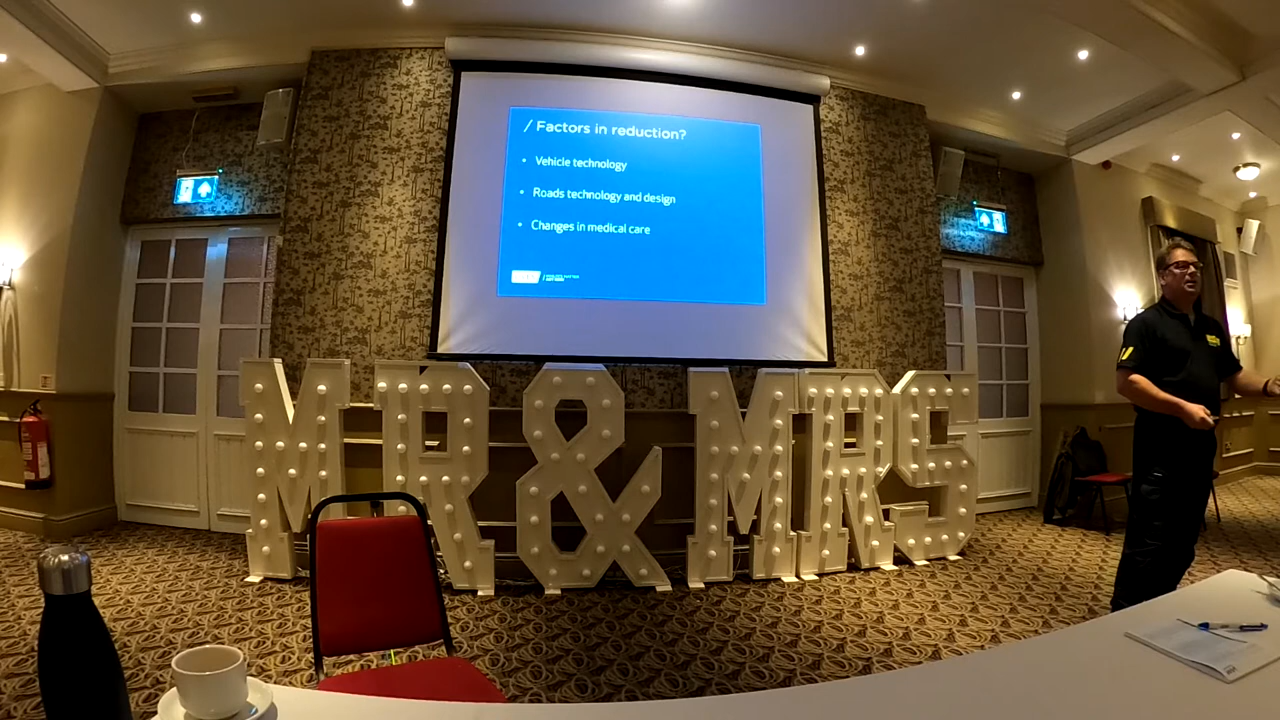 / Factors in reduction?
• Vehicle technology
• Roads technology and design
• Changes in medical care
MR & MRS